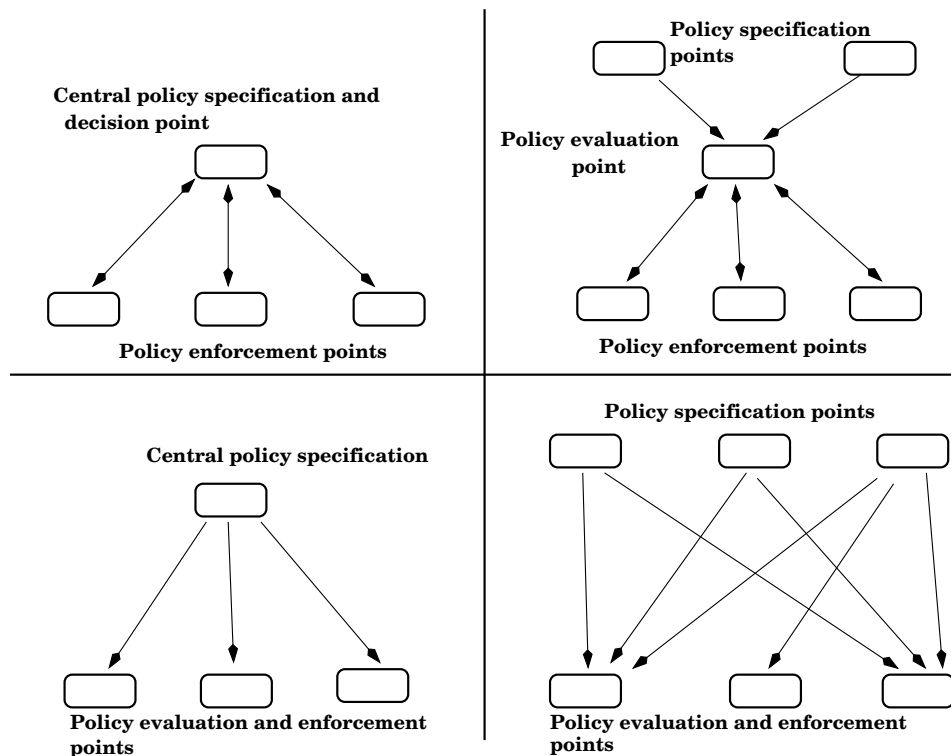 Central policy specification and
decision point
Policy enforcement points
Policy specification
points
Policy evaluation
point
Policy enforcement points
Central policy specification
Policy evaluation and enforcement
points
Policy specification points
Policy evaluation and enforcement
points